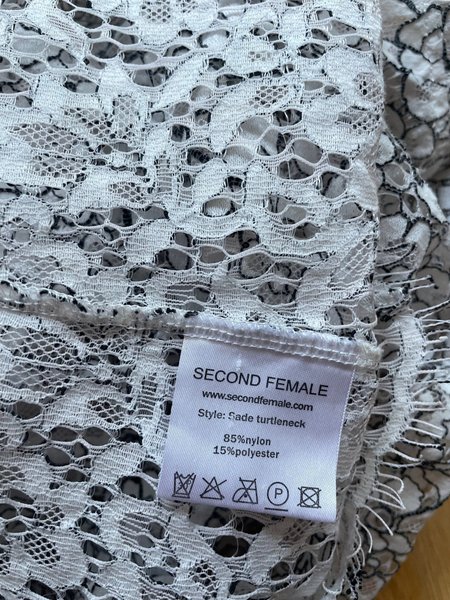 SECOND FEMALE
www.secondfemale.com
Style: Sade turtleneck
85%nylon
15%polyester
P